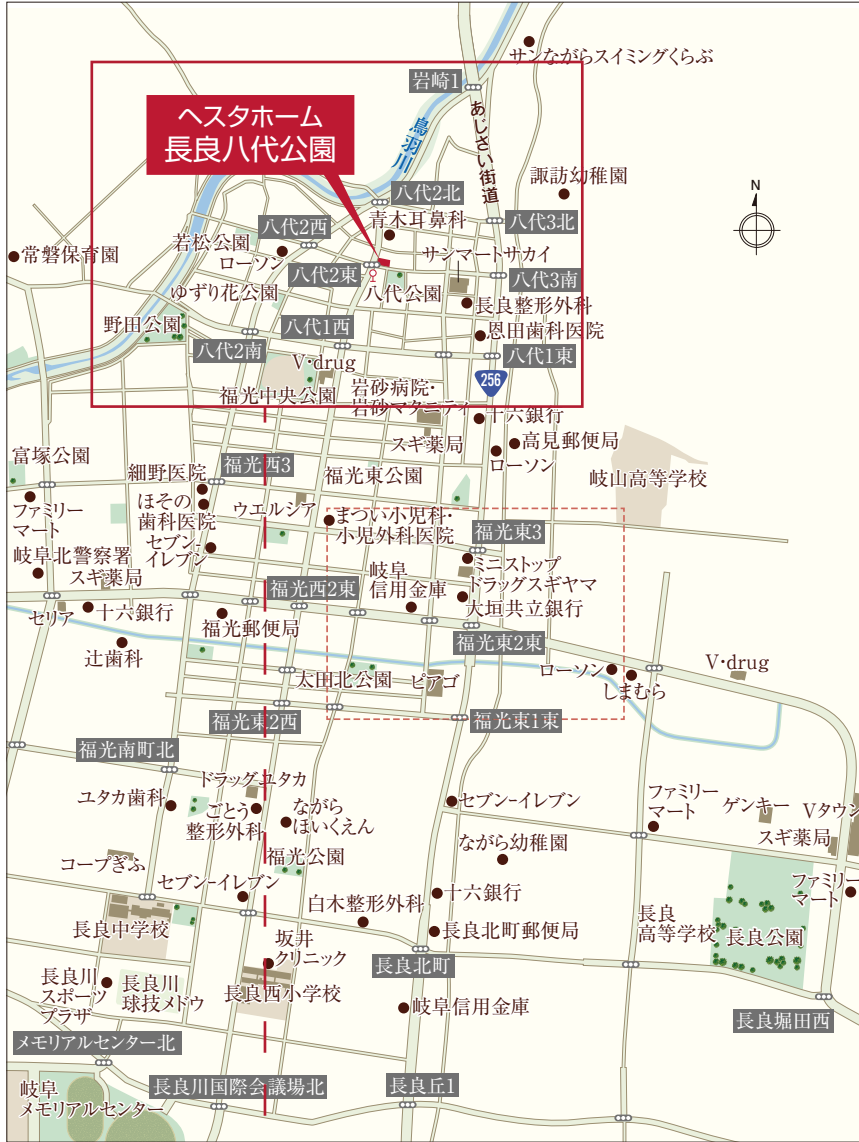 サンながらスイミングくらぶ
岩崎1
ヘスタホーム
長良八代公園
鳥羽川
あじさい街道
N
諏訪幼稚園
八代2北
八代3北
八代2西
青木耳鼻科
若松公園
ローソン
サンマートサカイ
常磐保育園
八代2東
八代3南
ゆずり花公園
八代公園
長良整形外科
野田公園
八代1西
恩田歯科医院
八代2南
八代1東
V・drug
256
福光中央公園
岩砂病院・
岩砂マタニティ
十六銀行
スギ薬局
高見郵便局
ローソン
富塚公園
福光西3
福光東公園
岐山高等学校
細野医院
ファミリー
マート
ほその
歯科医院
ウエルシア
まつい小児科・
小児外科医院
福光東3
セブン-
イレブン
岐阜北警察署
ミニストップ
スギ薬局
福光西2東
岐阜
信用金庫
ドラッグスギヤマ
大垣共立銀行
セリア
十六銀行
福光郵便局
福光東2東
辻歯科
ローソン
V・drug
太田北公園
ピアゴ
しまむら
福光東2西
福光東1東
福光南町北
ドラッグユタカ
ユタカ歯科
ごとう
整形外科
ながら
ほいくえん
セブン-イレブン
ファミリー
マート
ゲンキー
Vタウン
スギ薬局
コープぎふ
福光公園
ながら幼稚園
セブン-イレブン
ファミリー
マート
白木整形外科
十六銀行
長良中学校
長良北町郵便局
長良
高等学校
長良公園
坂井
クリニック
長良北町
長良川
スポーツ
プラザ
長良川
球技メドウ
長良西小学校
岐阜信用金庫
長良堀田西
メモリアルセンター北
岐阜
メモリアルセンター
長良川国際会議場北
長良丘1